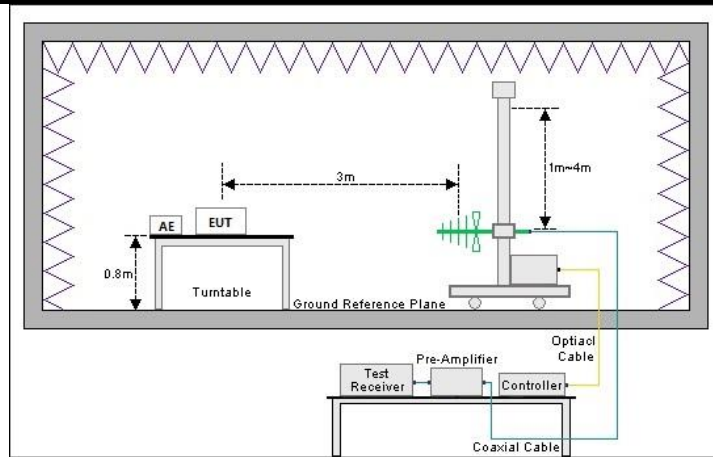 1m~4m
3m
AE
EUT
0.8m
Turntable
Ground Reference Plane
Optiacl
Cable
Pre-Amplifier
Test
Receiver
Controller
Coaxial Cable